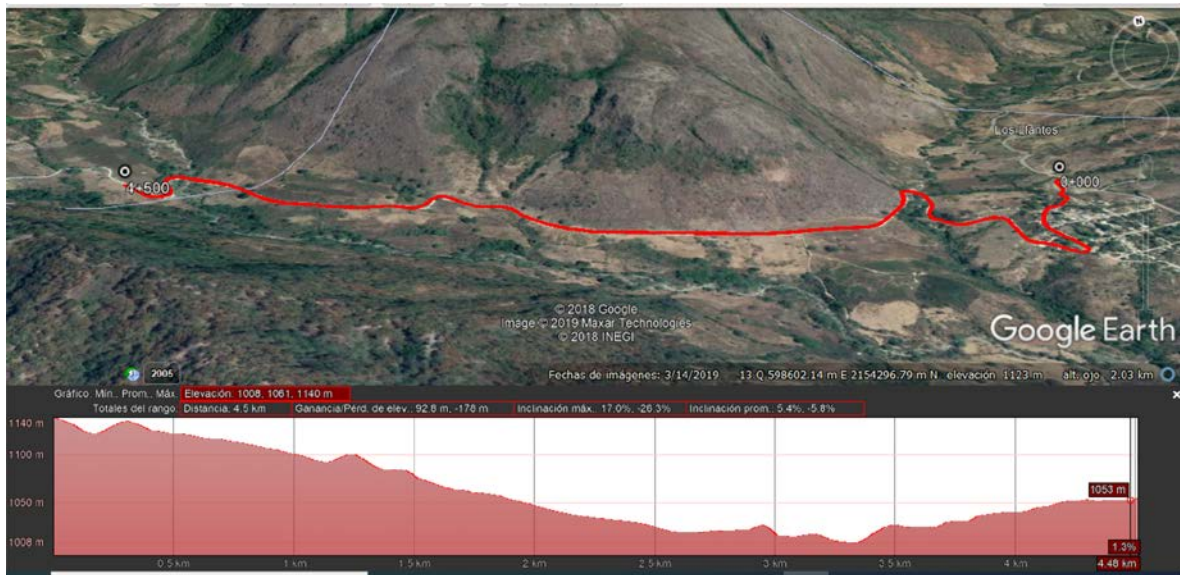 N
Los Llantos
4+500
0+000
© 2018 Google
Image © 2019 Maxar Technologies
© 2018 INEGI
Google Earth
2005
Fechas de imágenes: 3/14/2019 13 Q 598602.14 m E 2154296.79 m N elevación 1123 m alt. ojo 2.03 km
Gráfico: Mín., Prom., Máx. Elevación: 1008, 1061, 1140 m
Totales del rango: Distancia: 4.5 km Ganancia/Pérd. de elev.: 92.8 m, -178 m Inclinación máx.: 17.0%, -26.3% Inclinación prom.: 5.4%, -5.8%
1140 m
1100 m
1050 m
1053 m
1008 m
1.3%
0.5 km 1 km 1.5 km 2 km 2.5 km 3 km 3.5 km 4 km 4.48 km